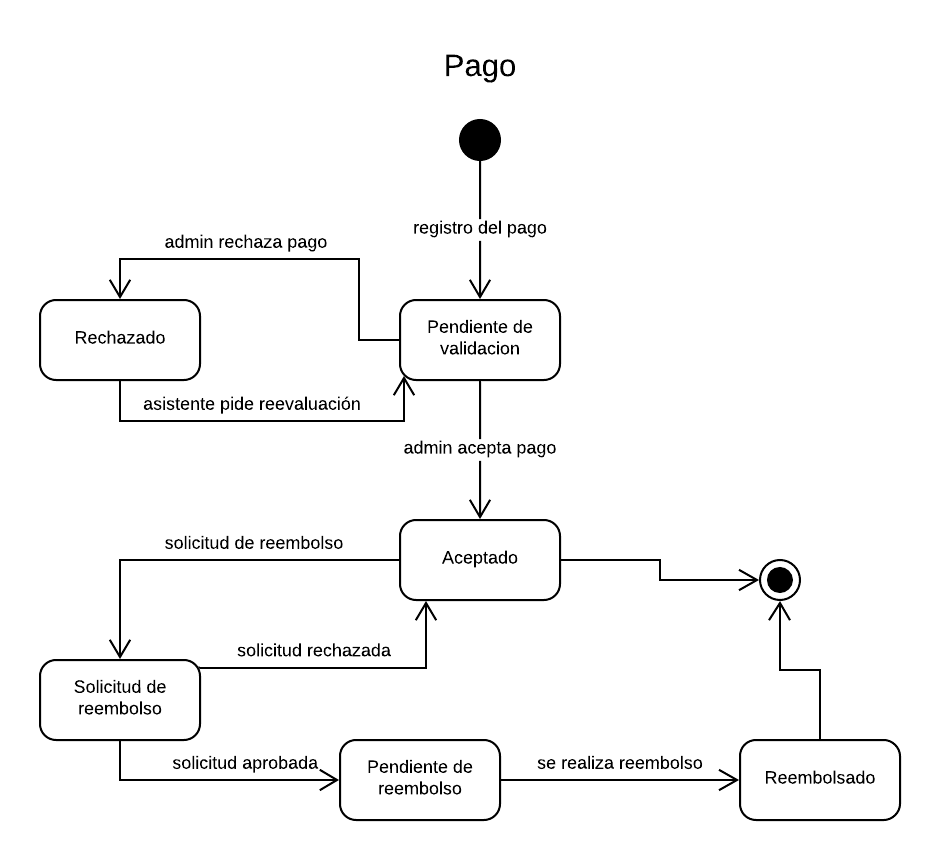 Pago
registro del pago
admin rechaza pago
Rechazado
Pendiente de
validacion
asistente pide reevaluación
admin acepta pago
solicitud de reembolso
Aceptado
solicitud rechazada
Solicitud de
reembolso
solicitud aprobada
Pendiente de
reembolso
se realiza reembolso
Reembolsado